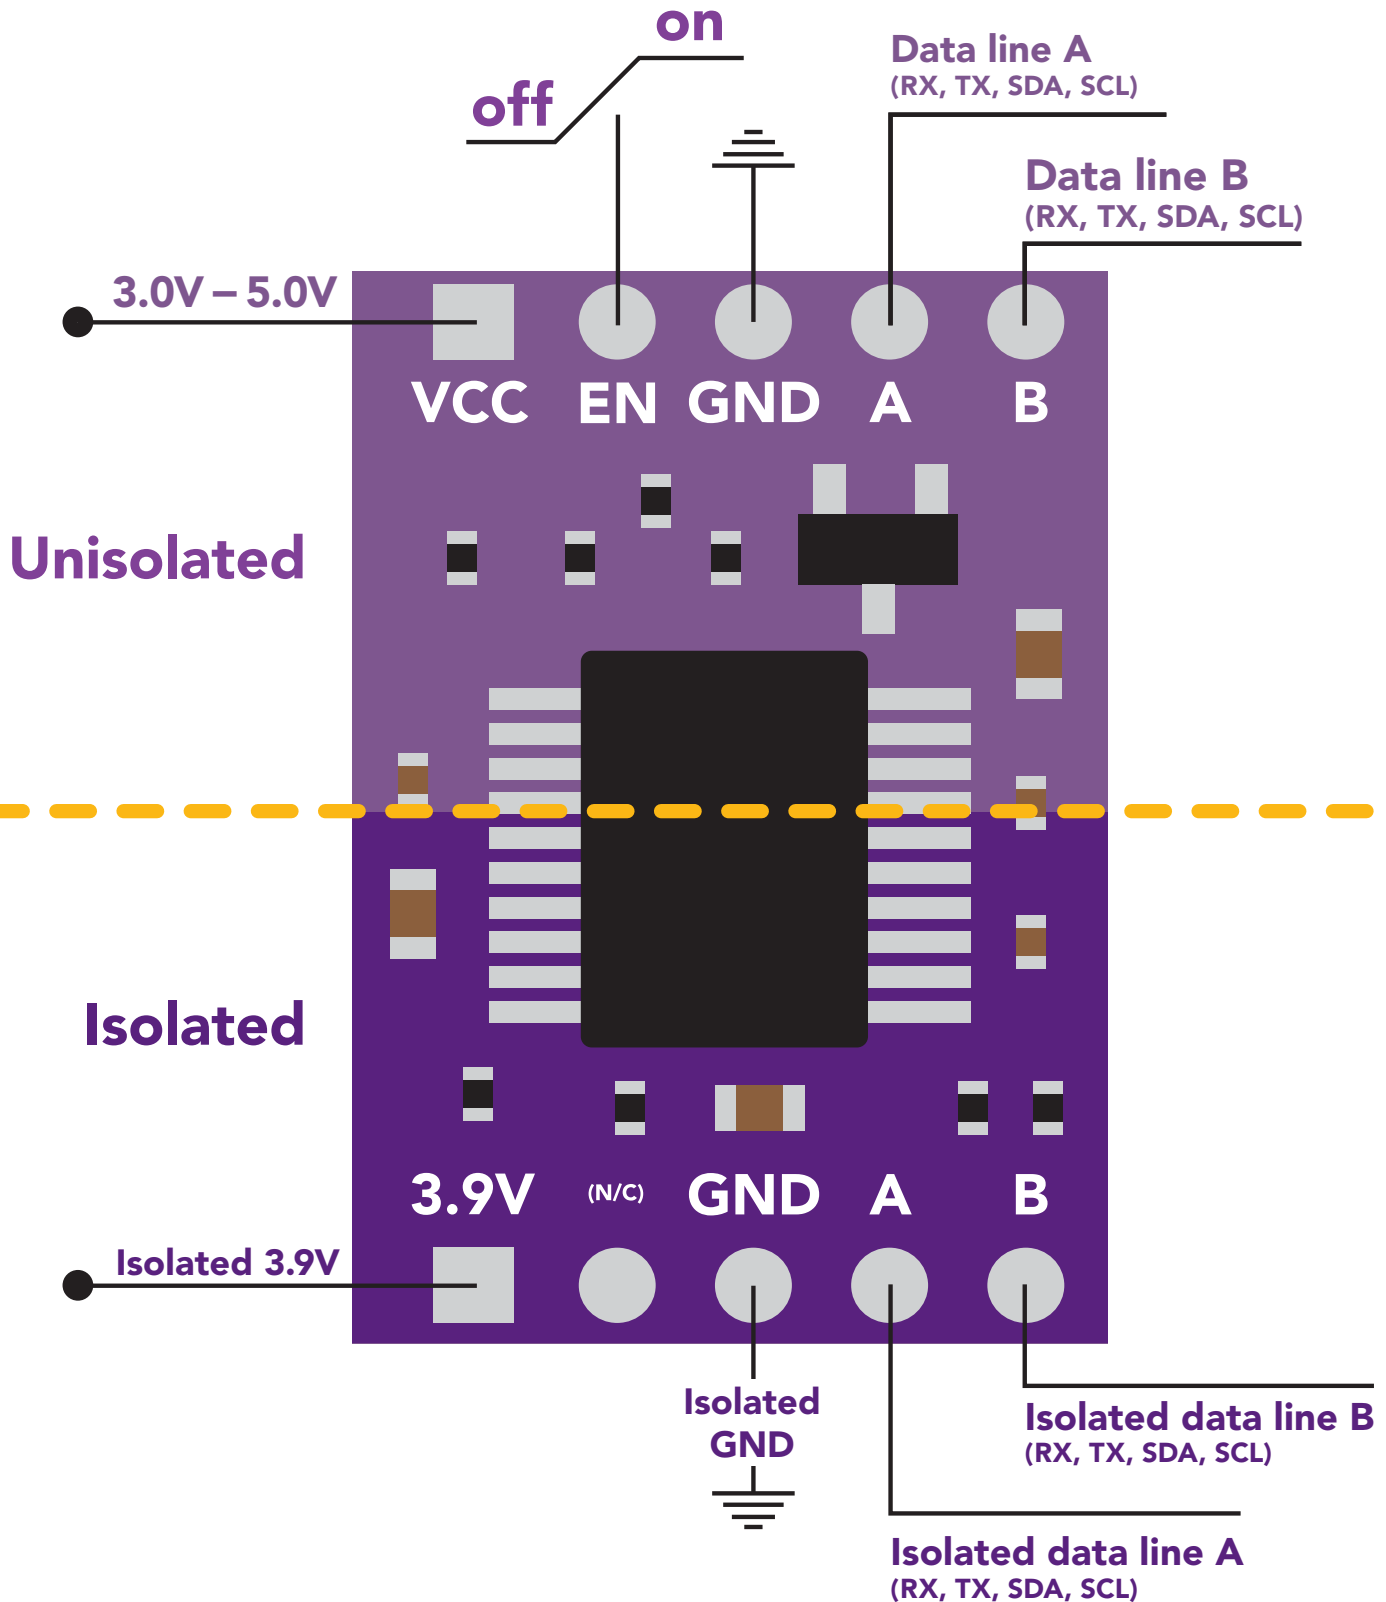 on
off
Data line A
(RX, TX, SDA, SCL)
Data line B
(RX, TX, SDA, SCL)
3.0V – 5.0V
VCC EN GND A B
Unisolated
Isolated
3.9V (N/C) GND A B
Isolated 3.9V
Isolated
GND
Isolated data line B
(RX, TX, SDA, SCL)
Isolated data line A
(RX, TX, SDA, SCL)